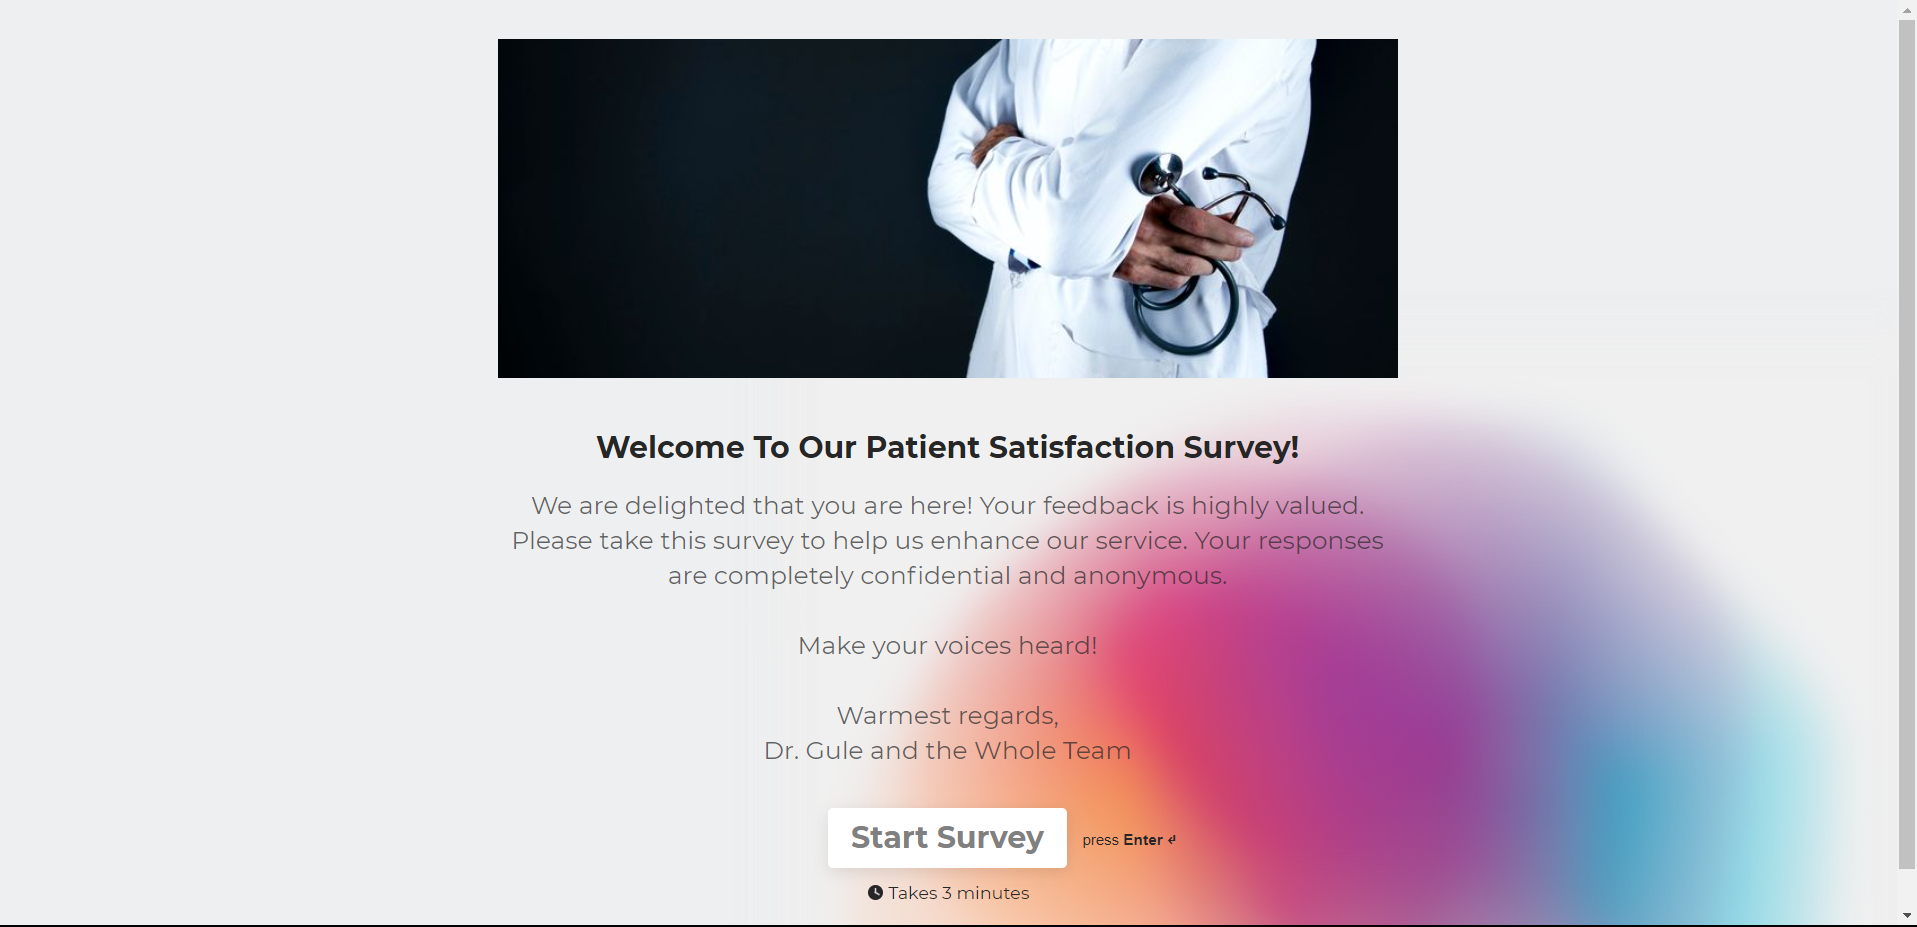 Welcome To Our Patient Satisfaction Survey!
We are delighted that you are here! Your feedback is highly valued.
Please take this survey to help us enhance our service. Your responses
are completely confidential and anonymous.
Make your voices heard!
Warmest regards,
Dr. Gule and the Whole Team
Start Survey
press Enter ↵
Takes 3 minutes